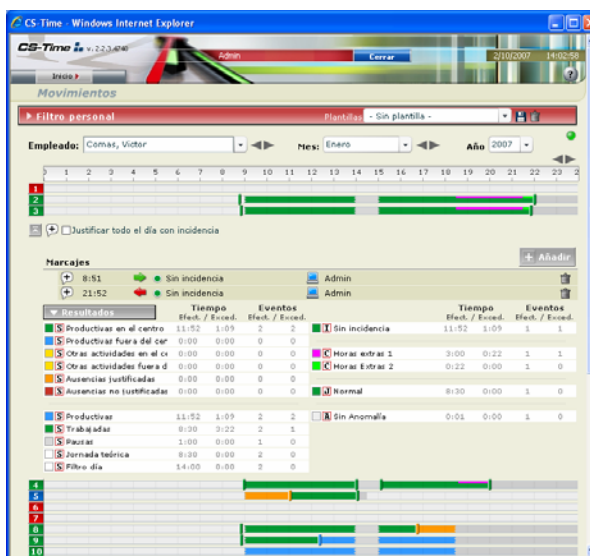 CS-Time - Windows Internet Explorer
CS-Time v. 2.2.3.4740
Admin Cerrar 2/10/2007 14:02:58
Inicio
Movimientos
Filtro personal Plantillas - Sin plantilla -
Empleado: Comas, Victor Mes: Enero Año 2007
0 1 2 3 4 5 6 7 8 9 10 11 12 13 14 15 16 17 18 19 20 21 22 23 2
1
2
3
Justificar todo el día con incidencia
Marcajes Añadir
8:51 Sin incidencia Admin
21:52 Sin incidencia Admin
Resultados Tiempo Eventos Tiempo Eventos
Efect. / Exced. Efect. / Exced. Efect. / Exced. Efect. / Exced.
S Productivas en el centro 11:52 1:09 2 2 I Sin incidencia 11:52 1:09 1 1
S Productivas fuera del cer 0:00 0:00 0 0
S Otras actividades en el ce 0:00 0:00 0 0 C Horas extras 1 3:00 0:22 1 1
S Otras actividades fuera d 0:00 0:00 0 0 C Horas Extras 2 0:22 0:00 1 0
S Ausencias justificadas 0:00 0:00 0 0
S Ausencias no justificadas 0:00 0:00 0 0 J Normal 8:30 0:00 1 0
S Productivas 11:52 1:09 2 2 A Sin Anomalía 0:01 0:00 1 0
S Trabajadas 8:30 3:22 2 1
S Pausas 1:00 0:00 1 0
S Jornada teórica 8:30 0:00 2 0
S Filtro día 14:00 0:00 2 0
4
5
6
7
8
9
10